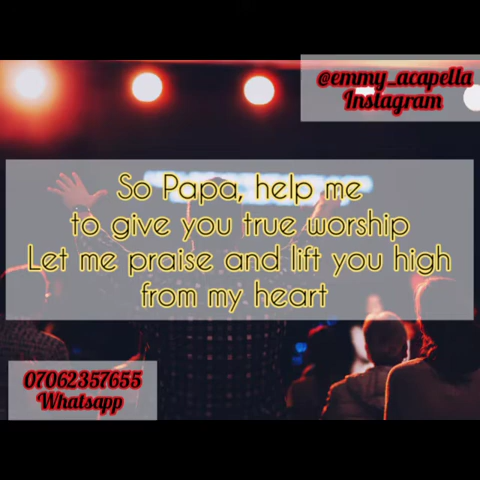 @emmy_acapella
Instagram
So Papa, help me
to give you true worship
Let me praise and lift you high
from my heart
07062357655
Whatsapp